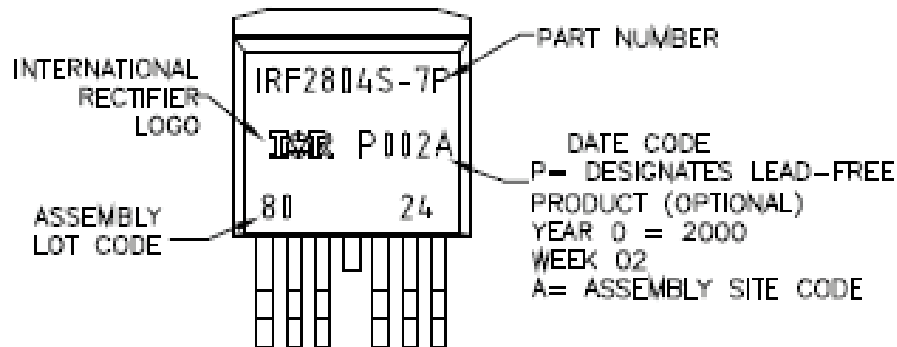 PART NUMBER
INTERNATIONAL
RECTIFIER
LOGO
IRF2804S-7P
IOR P002A
80 24
ASSEMBLY
LOT CODE
DATE CODE
P= DESIGNATES LEAD-FREE
PRODUCT (OPTIONAL)
YEAR 0 = 2000
WEEK 02
A= ASSEMBLY SITE CODE